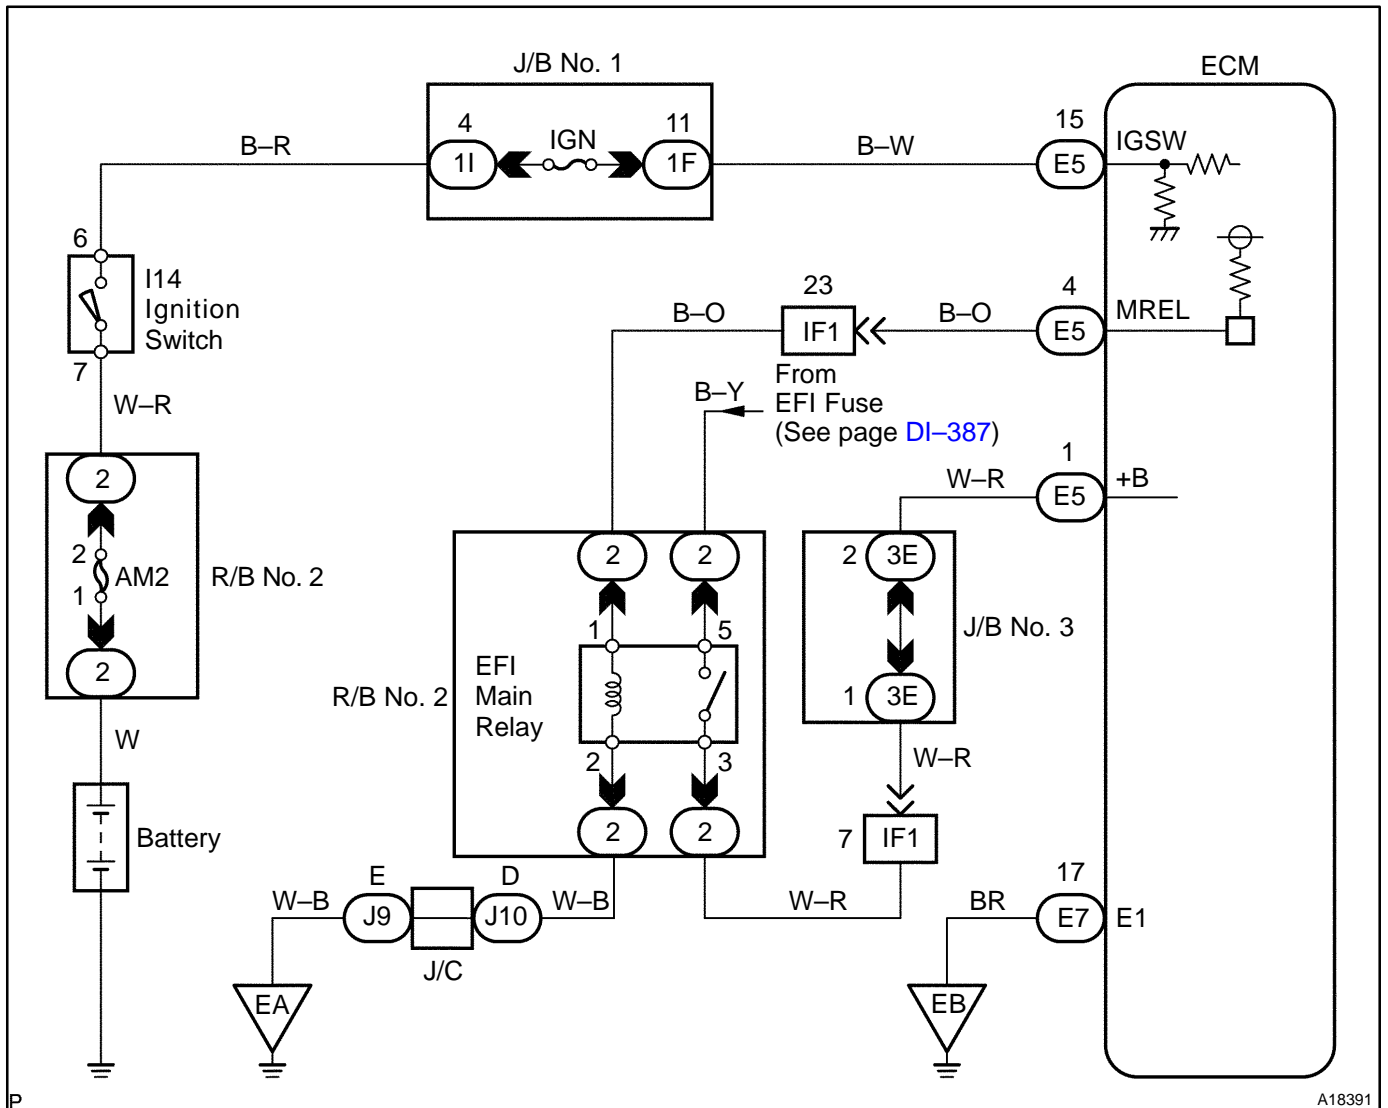 J/B No. 1
ECM
B–R
4
IGN
11
B–W
15
IGSW
1I
1F
E5
6
I14
Ignition
Switch
7
23
4
MREL
B–O
IF1
B–O
E5
From
EFI Fuse
(See page DI–387)
B–Y
W–R
1
+B
W–R
E5
2
2
AM2
1
2
R/B No. 2
2
2
2
3E
1
5
J/B No. 3
EFI
Main
Relay
R/B No. 2
1
3E
W
2
3
W–R
Battery
2
2
7
IF1
E
D
17
W–B
J9
J10
W–B
W–R
BR
E7
E1
J/C
EA
EB
P
A18391